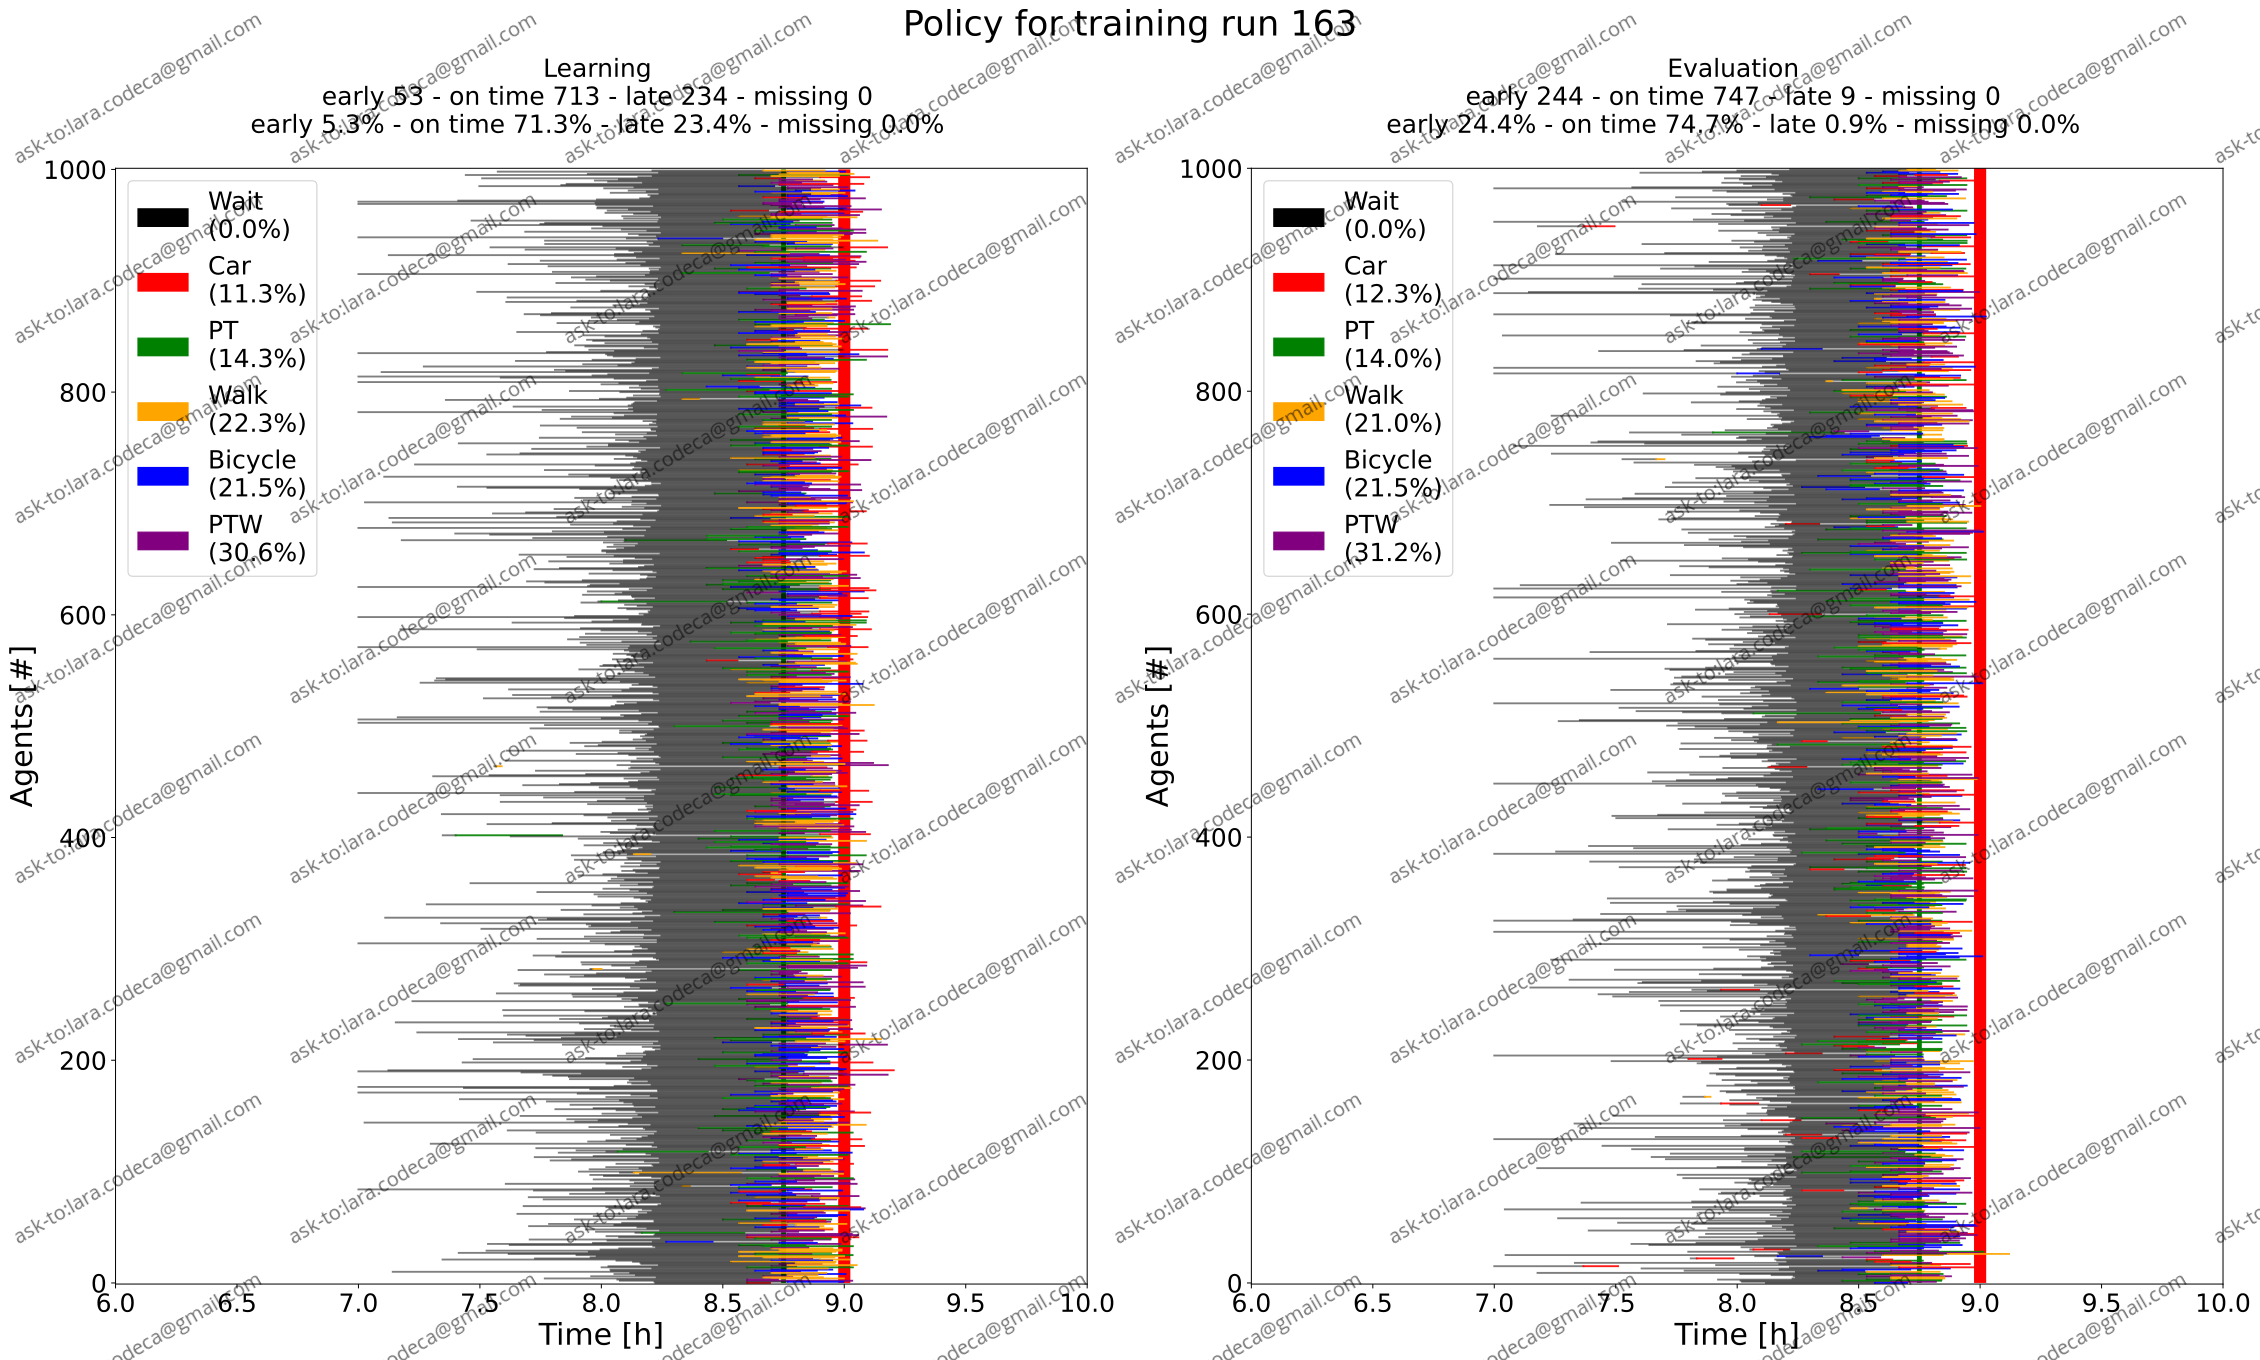 Policy for training run 163
Learning
early 53 - on time 713 - late 234 - missing 0
early 5.3% - on time 71.3% - late 23.4% - missing 0.0%
1000
800
600
400
200
0
Agents [#]
Wait
(0.0%)
Car
(11.3%)
PT
(14.3%)
Walk
(22.3%)
Bicycle
(21.5%)
PTW
(30.6%)
6.0 6.5 7.0 7.5 8.0 8.5 9.0 9.5 10.0
Time [h]
Evaluation
early 244 - on time 747 - late 9 - missing 0
early 24.4% - on time 74.7% - late 0.9% - missing 0.0%
1000
800
600
400
200
0
Agents [#]
Wait
(0.0%)
Car
(12.3%)
PT
(14.0%)
Walk
(21.0%)
Bicycle
(21.5%)
PTW
(31.2%)
6.0 6.5 7.0 7.5 8.0 8.5 9.0 9.5 10.0
Time [h]
ask-to:lara.codeca@gmail.com